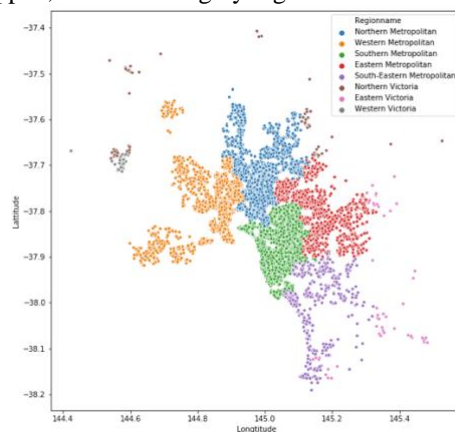 Regionname
Northern Metropolitan
Western Metropolitan
Southern Metropolitan
Eastern Metropolitan
South-Eastern Metropolitan
Northern Victoria
Eastern Victoria
Western Victoria
−37.4
−37.5
−37.6
−37.7
−37.8
−37.9
−38.0
−38.1
−38.2
Lattitude
144.4 144.6 144.8 145.0 145.2 145.4
Longtitude